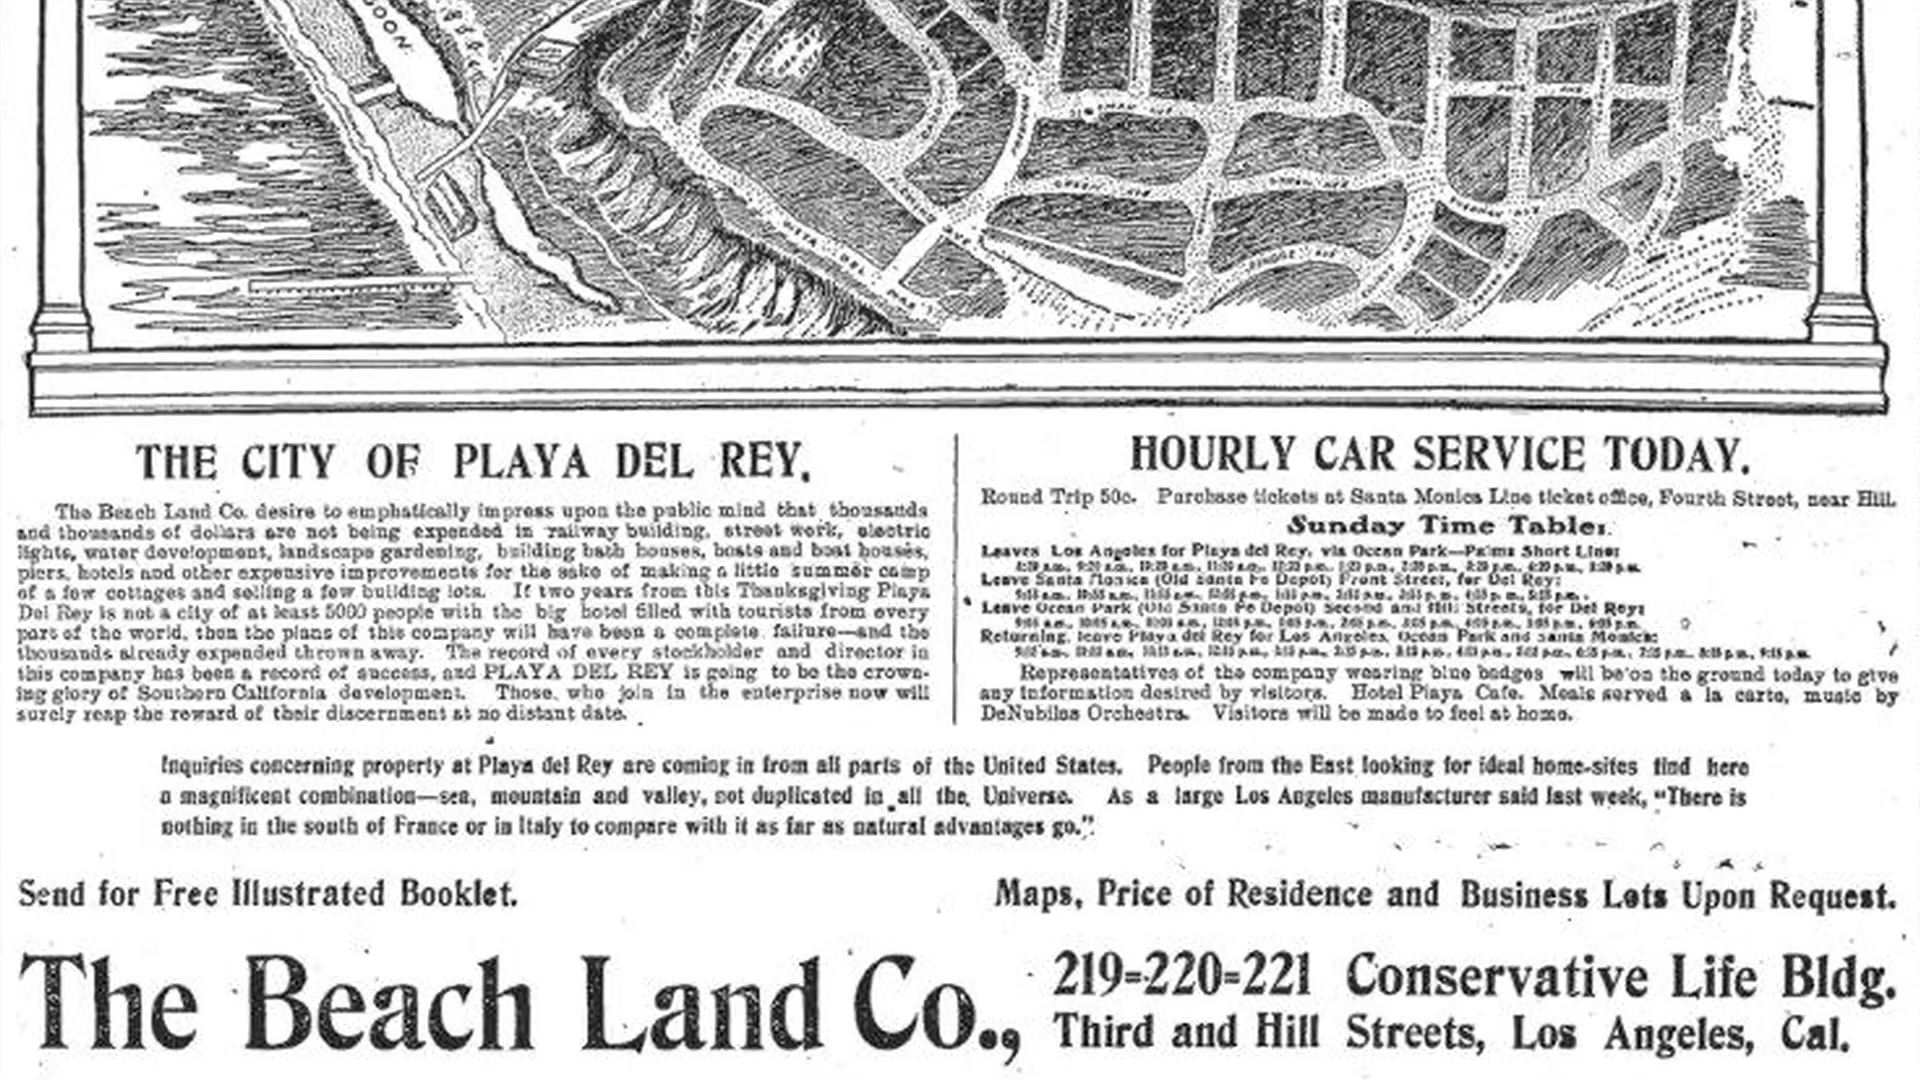 OON
THE CITY OF PLAYA DEL REY.
The Beach Land Co. desire to emphatically impress upon the public mind that thousands
and thousands of dollars are not being expended in railway building, street work, electric
lights, water development, landscape gardening, building bath houses, boats and boat houses,
piers, hotels and other expensive improvements for the sake of making a little summer camp
of a few cottages and selling a few building lots. If two years from this Thanksgiving Playa
Del Rey is not a city of at least 5000 people with the big hotel filled with tourists from every
part of the world, then the plans of this company will have been a complete failure—and the
thousands already expended thrown away. The record of every stockholder and director in
this company has been a record of success, and PLAYA DEL REY is going to be the crown-
ing glory of Southern California development. Those who join in the enterprise now will
surely reap the reward of their discernment at no distant date.
HOURLY CAR SERVICE TODAY.
Round Trip 50c. Purchase tickets at Santa Monica Line ticket office, Fourth Street, near Hill.
Sunday Time Table:
Leaves Los Angeles for Playa del Rey, via Ocean Park—Palms Short Line:
Leave Santa Monica (Old Santa Fe Depot) Front Street, for Del Rey:
Leave Ocean Park (Old Santa Fe Depot) Second and Hill Streets, for Del Rey:
Returning, leave Playa del Rey for Los Angeles, Ocean Park and Santa Monica:
Representatives of the company wearing blue badges will be on the ground today to give
any information desired by visitors. Hotel Playa Cafe. Meals served a la carte, music by
DeNubilas Orchestra. Visitors will be made to feel at home.
Inquiries concerning property at Playa del Rey are coming in from all parts of the United States. People from the East looking for ideal home-sites find here
a magnificent combination—sea, mountain and valley, not duplicated in all the Universe. As a large Los Angeles manufacturer said last week, "There is
nothing in the south of France or in Italy to compare with it as far as natural advantages go."
Send for Free Illustrated Booklet.
Maps, Price of Residence and Business Lots Upon Request.
The Beach Land Co.,
219=220=221 Conservative Life Bldg.
Third and Hill Streets, Los Angeles, Cal.